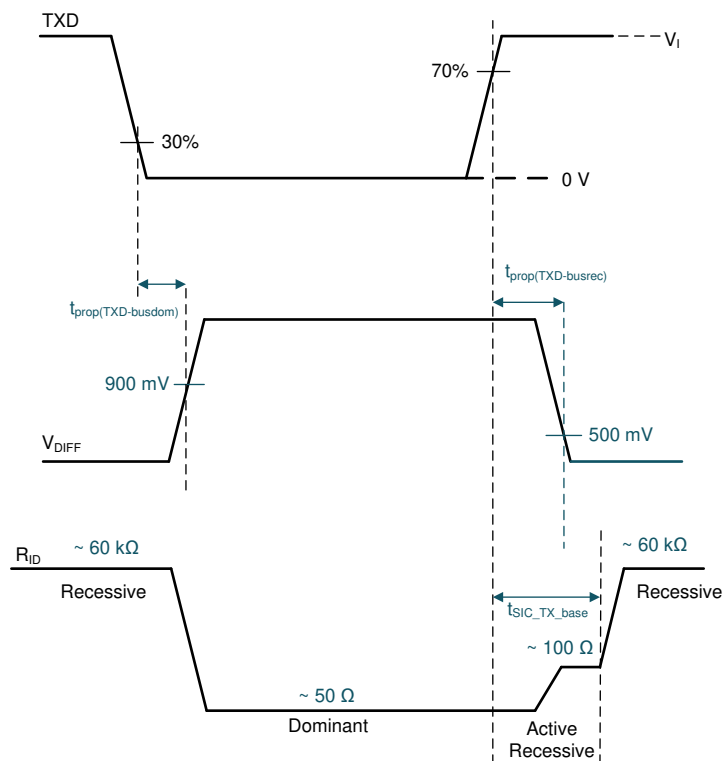 TXD
V_I
70%
30%
0 V
t_prop(TXD-busrec)
t_prop(TXD-busdom)
900 mV
500 mV
V_DIFF
R_ID
~ 60 kΩ
~ 60 kΩ
Recessive
Recessive
t_SIC_TX_base
~ 100 Ω
~ 50 Ω
Dominant
Active
Recessive